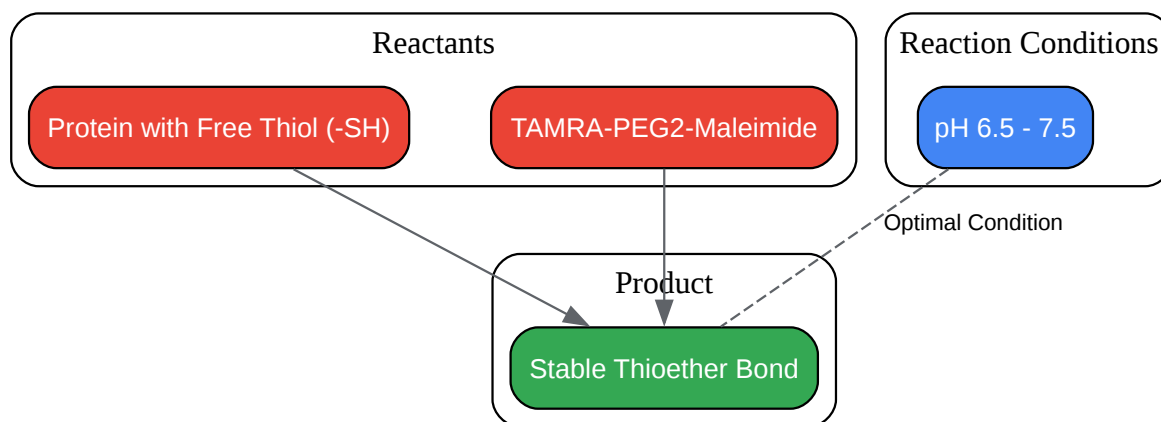 Reactants
Reaction Conditions
Protein with Free Thiol (-SH)
TAMRA-PEG2-Maleimide
pH 6.5 - 7.5
Optimal Condition
Product
Stable Thioether Bond